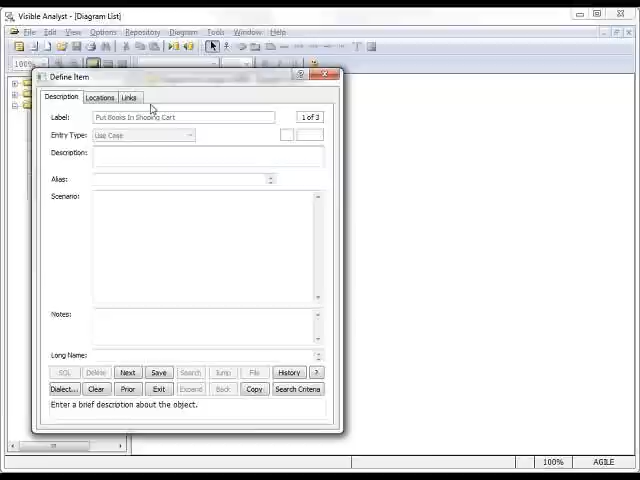 Visible Analyst - [Diagram List]
File Edit View Options Repository Diagram Tools Window Help
100%
Define Item
Description Locations Links
Label: Put Books In Shoping Cart 1 of 3
Entry Type: Use Case
Description:
Alias:
Scenario:
Notes:
Long Name:
SQL Delete Next Save Search Jump File History ?
Dialect... Clear Prior Exit Expand Back Copy Search Criteria
Enter a brief description about the object.
100% AGILE